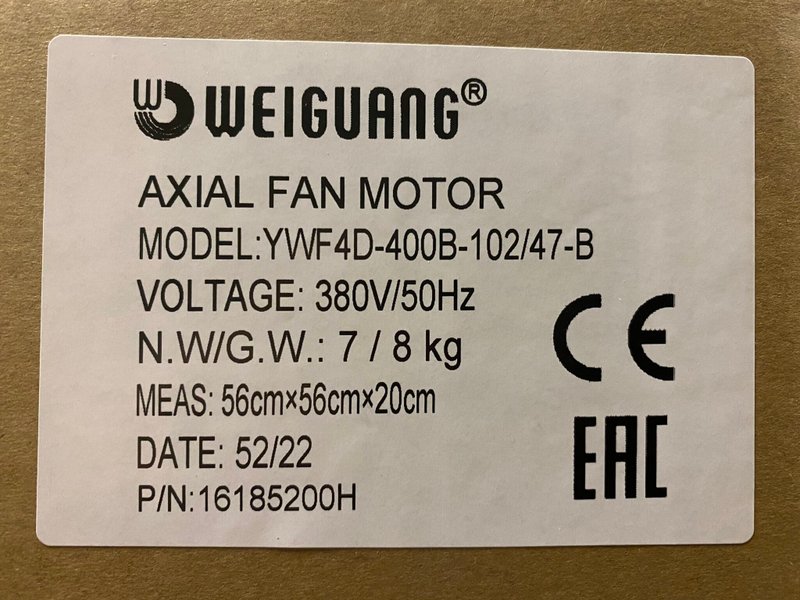 W WEIGUANG®
AXIAL FAN MOTOR
MODEL:YWF4D-400B-102/47-B
VOLTAGE: 380V/50Hz
N.W/G.W.: 7 / 8 kg
MEAS: 56cm×56cm×20cm
DATE: 52/22
P/N:16185200H
CE
EAC